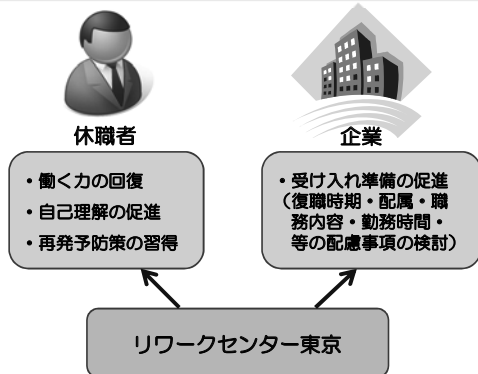 休職者
企業
・働く力の回復
・自己理解の促進
・再発予防策の習得
・受け入れ準備の促進
（復職時期・配属・職
務内容・勤務時間・
等の配慮事項の検討）
リワークセンター東京